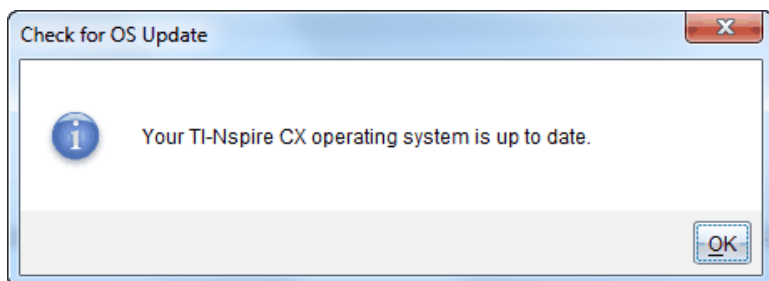 Check for OS Update
Your TI-Nspire CX operating system is up to date.
OK